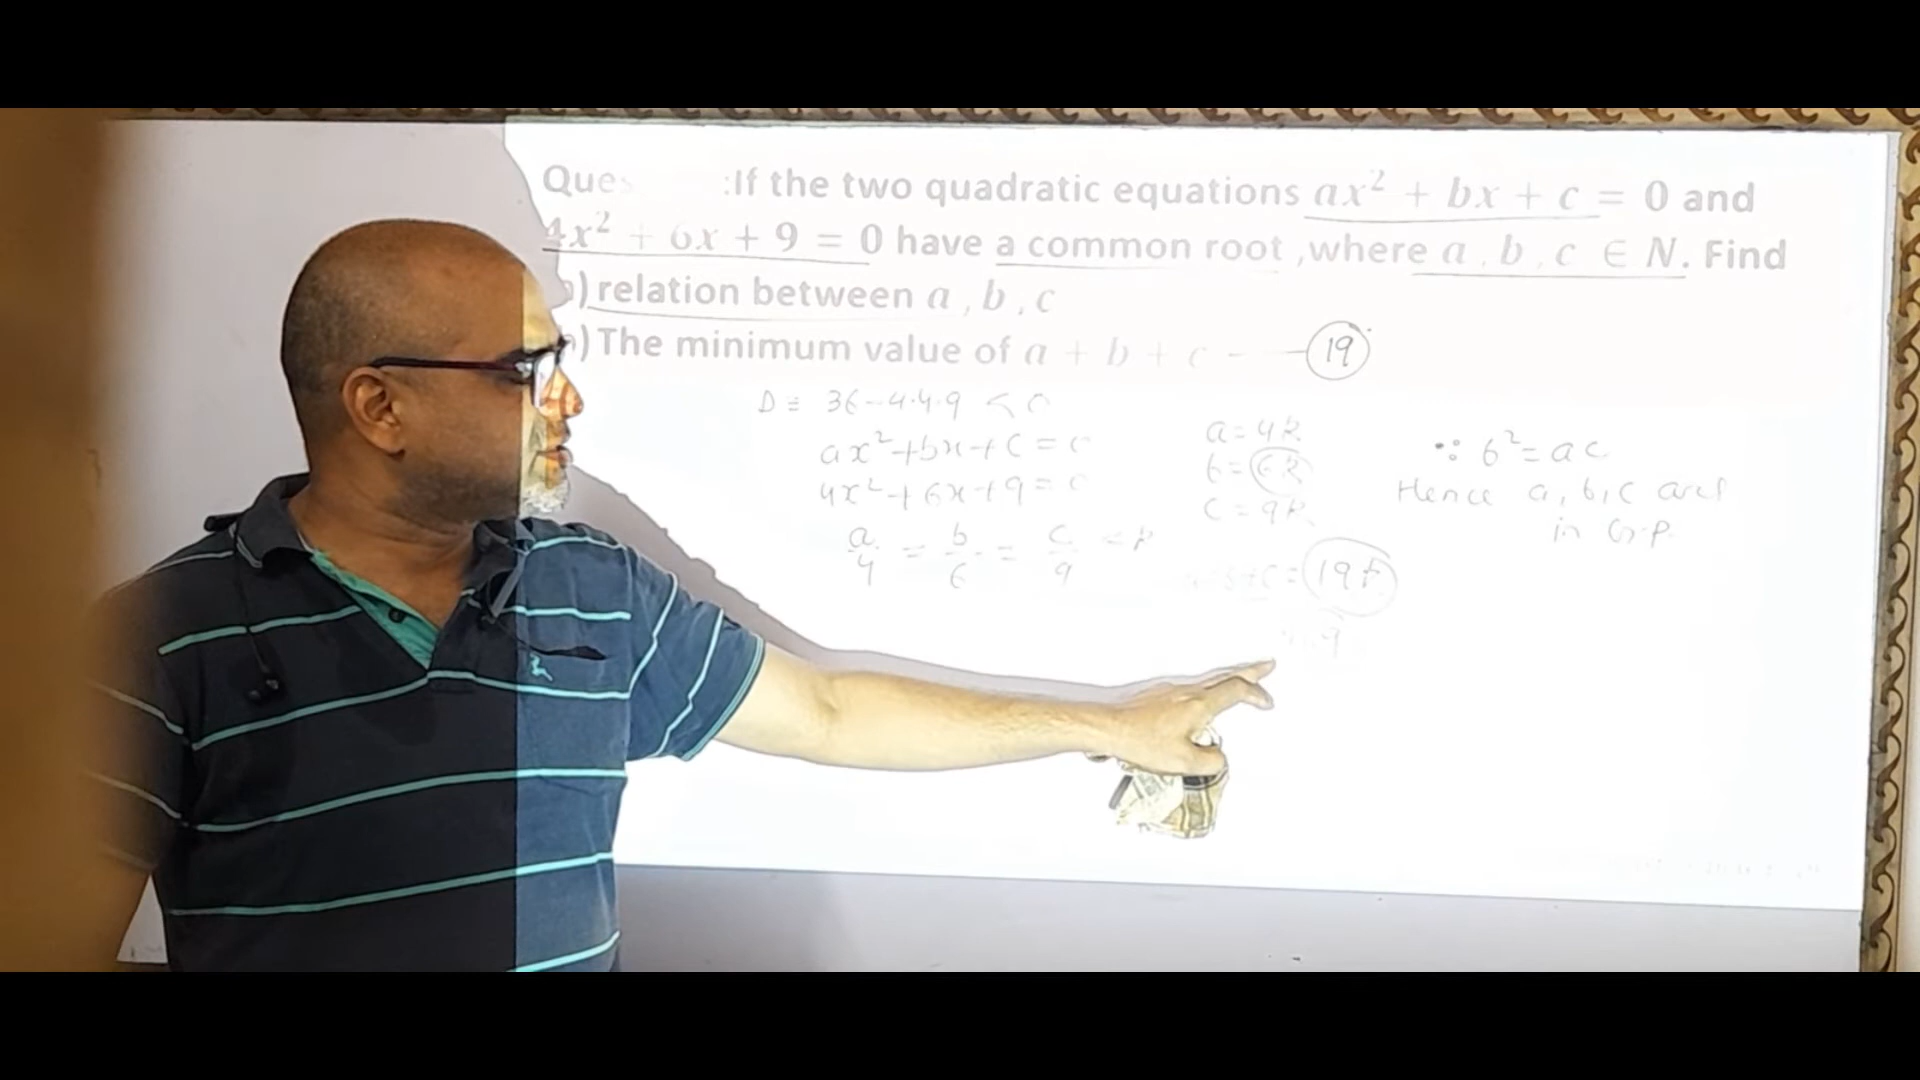 Ques :If the two quadratic equations ax² + bx + c = 0 and
4x² + 6x + 9 = 0 have a common root ,where a , b , c ∈ N. Find
) relation between a , b , c
) The minimum value of a + b + c - 19
D = 36-4.4.9 < 0
ax²+bx+c = 0
4x²+6x+9 = 0
a/4 = b/6 = c/9 = k
a = 4k
b = 6k
c = 9k
+c = 19k
9
∵ b² = ac
Hence a, b, c are
in G.P.